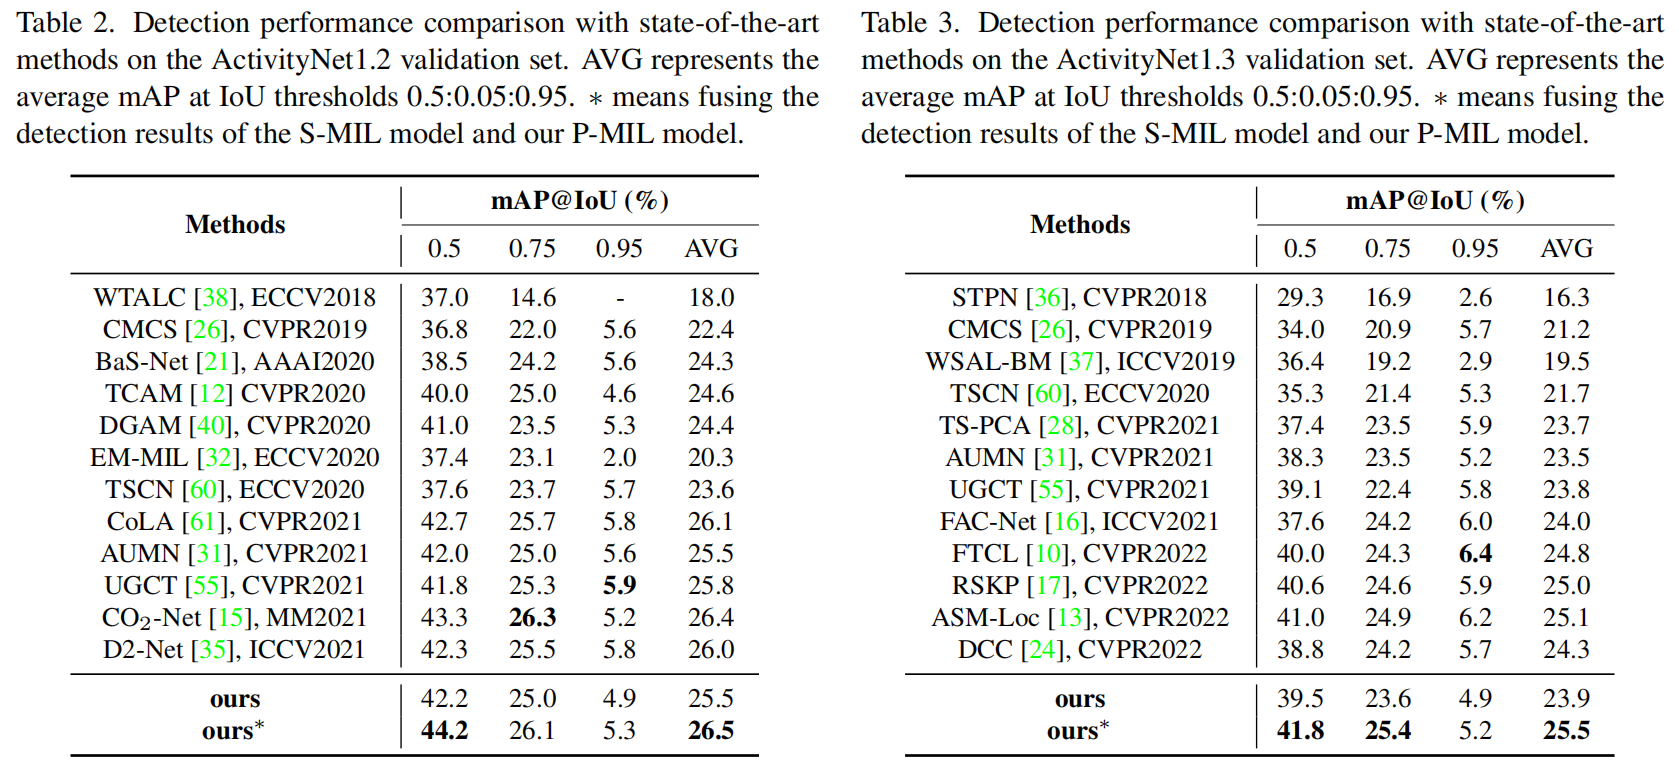 Table 2. Detection performance comparison with state-of-the-art
methods on the ActivityNet1.2 validation set. AVG represents the
average mAP at IoU thresholds 0.5:0.05:0.95. ∗ means fusing the
detection results of the S-MIL model and our P-MIL model.
Methods mAP@IoU (%)
0.5 0.75 0.95 AVG
WTALC [38], ECCV2018 37.0 14.6 - 18.0
CMCS [26], CVPR2019 36.8 22.0 5.6 22.4
BaS-Net [21], AAAI2020 38.5 24.2 5.6 24.3
TCAM [12] CVPR2020 40.0 25.0 4.6 24.6
DGAM [40], CVPR2020 41.0 23.5 5.3 24.4
EM-MIL [32], ECCV2020 37.4 23.1 2.0 20.3
TSCN [60], ECCV2020 37.6 23.7 5.7 23.6
CoLA [61], CVPR2021 42.7 25.7 5.8 26.1
AUMN [31], CVPR2021 42.0 25.0 5.6 25.5
UGCT [55], CVPR2021 41.8 25.3 5.9 25.8
CO₂-Net [15], MM2021 43.3 26.3 5.2 26.4
D2-Net [35], ICCV2021 42.3 25.5 5.8 26.0
ours 42.2 25.0 4.9 25.5
ours* 44.2 26.1 5.3 26.5
Table 3. Detection performance comparison with state-of-the-art
methods on the ActivityNet1.3 validation set. AVG represents the
average mAP at IoU thresholds 0.5:0.05:0.95. ∗ means fusing the
detection results of the S-MIL model and our P-MIL model.
Methods mAP@IoU (%)
0.5 0.75 0.95 AVG
STPN [36], CVPR2018 29.3 16.9 2.6 16.3
CMCS [26], CVPR2019 34.0 20.9 5.7 21.2
WSAL-BM [37], ICCV2019 36.4 19.2 2.9 19.5
TSCN [60], ECCV2020 35.3 21.4 5.3 21.7
TS-PCA [28], CVPR2021 37.4 23.5 5.9 23.7
AUMN [31], CVPR2021 38.3 23.5 5.2 23.5
UGCT [55], CVPR2021 39.1 22.4 5.8 23.8
FAC-Net [16], ICCV2021 37.6 24.2 6.0 24.0
FTCL [10], CVPR2022 40.0 24.3 6.4 24.8
RSKP [17], CVPR2022 40.6 24.6 5.9 25.0
ASM-Loc [13], CVPR2022 41.0 24.9 6.2 25.1
DCC [24], CVPR2022 38.8 24.2 5.7 24.3
ours 39.5 23.6 4.9 23.9
ours* 41.8 25.4 5.2 25.5